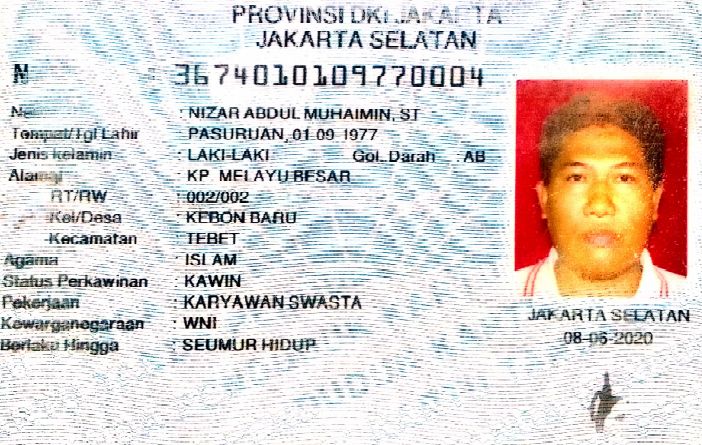 PROVINSI DKI JAKARTA
JAKARTA SELATAN
3674010109770004
: NIZAR ABDUL MUHAIMIN, ST
Tempat/Tgl Lahir : PASURUAN, 01 09 1977
Jenis kelamin : LAKI-LAKI Gol. Darah : AB
Alamat : KP. MELAYU BESAR
RT/RW : 002/002
Kel/Desa : KEBON BARU
Kecamatan : TEBET
Agama : ISLAM
Status Perkawinan : KAWIN
Pekerjaan : KARYAWAN SWASTA
Kewarganegaraan : WNI
Berlaku Hingga : SEUMUR HIDUP
JAKARTA SELATAN
08-06-2020